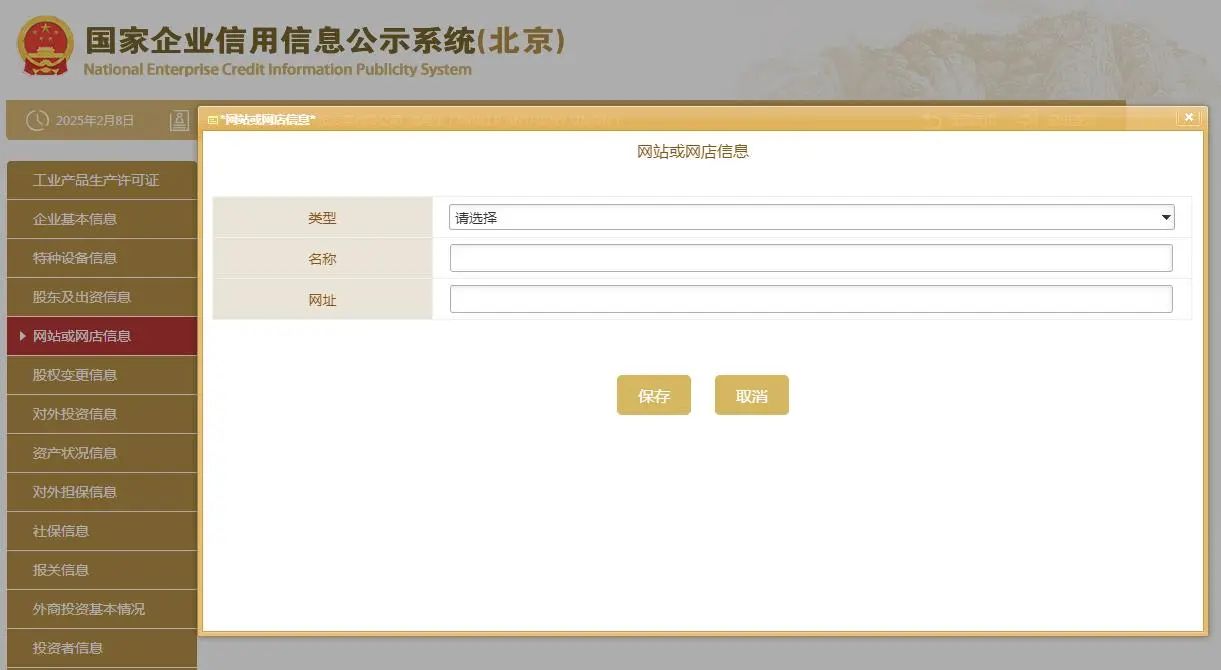 国家企业信用信息公示系统(北京)
National Enterprise Credit Information Publicity System
2025年2月8日
*网站或网店信息*
网站或网店信息
类型
请选择
名称
网址
保存
取消
工业产品生产许可证
企业基本信息
特种设备信息
股东及出资信息
网站或网店信息
股权变更信息
对外投资信息
资产状况信息
对外担保信息
社保信息
报关信息
外商投资基本情况
投资者信息